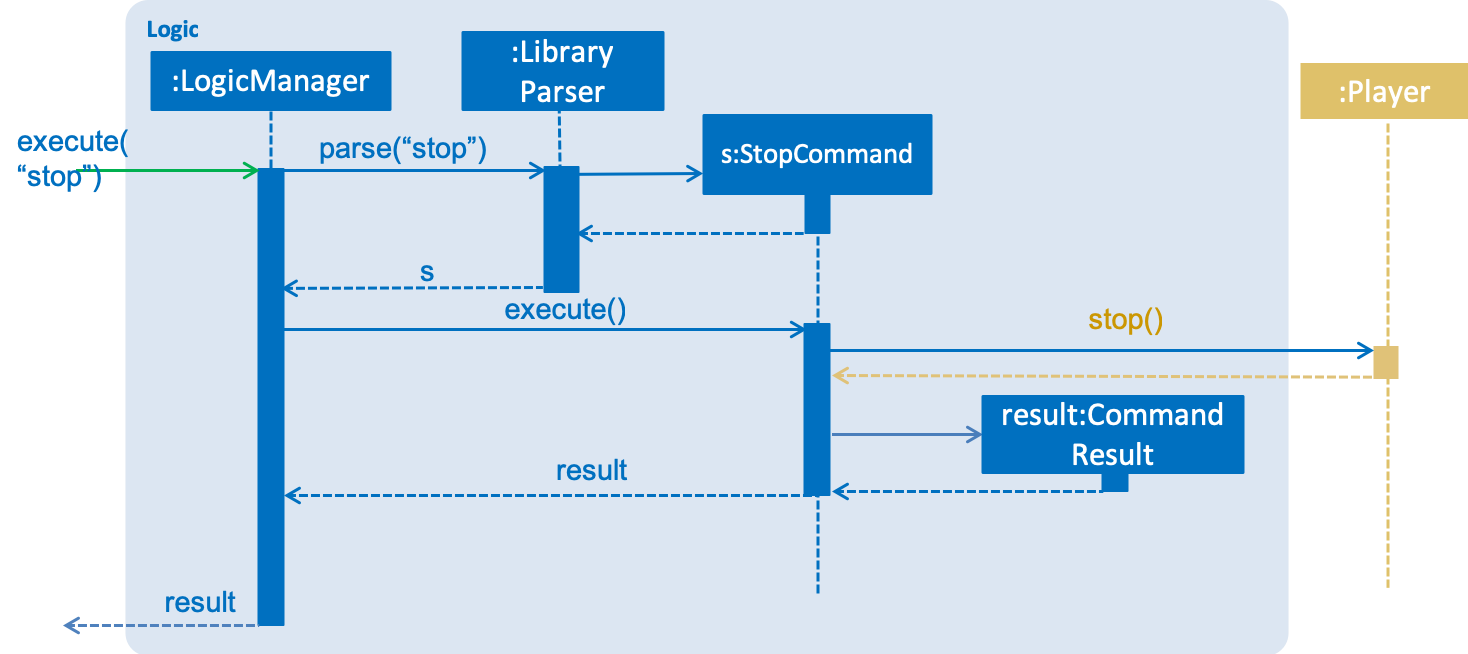 Logic
:LogicManager
:Library
Parser
s:StopCommand
:Player
execute(
“stop”)
parse(“stop”)
s
execute()
stop()
result:Command
Result
result
result